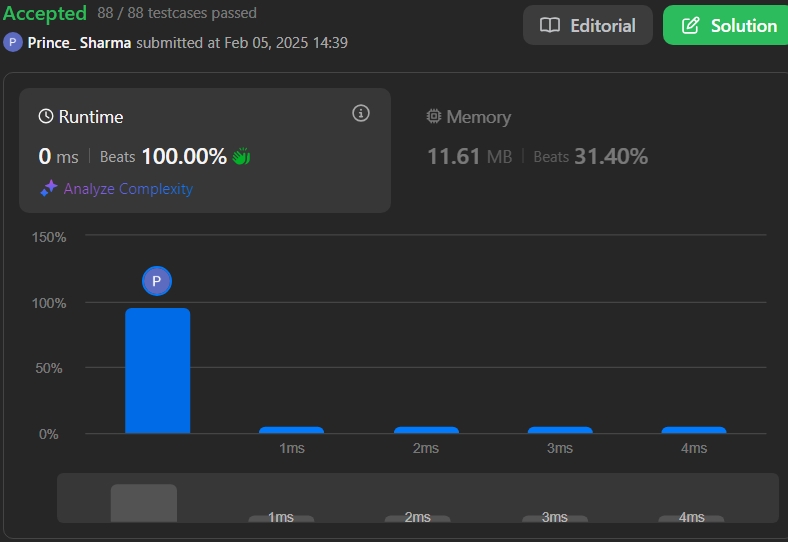 Accepted 88 / 88 testcases passed
Editorial
Solution
P Prince_ Sharma submitted at Feb 05, 2025 14:39
Runtime
0 ms | Beats 100.00%
Analyze Complexity
Memory
11.61 MB | Beats 31.40%
150%
P
100%
50%
0%
1ms 2ms 3ms 4ms
1ms 2ms 3ms 4ms